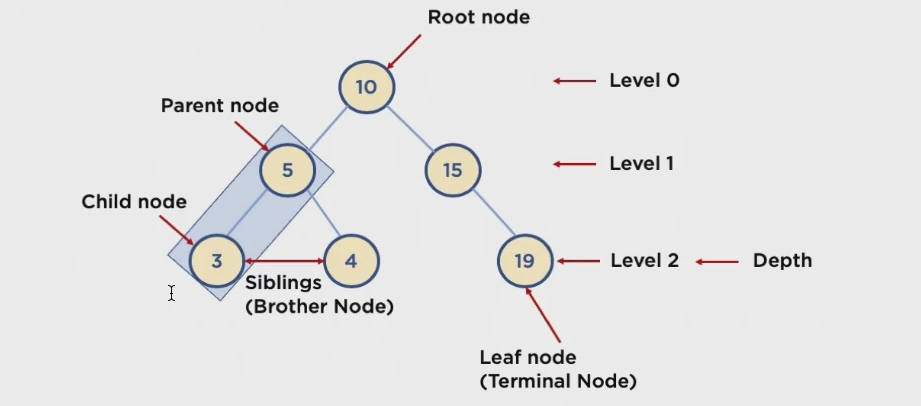 Root node
10
Level 0
Parent node
5
15
Level 1
Child node
3
4
19
Level 2
Depth
Siblings
(Brother Node)
Leaf node
(Terminal Node)